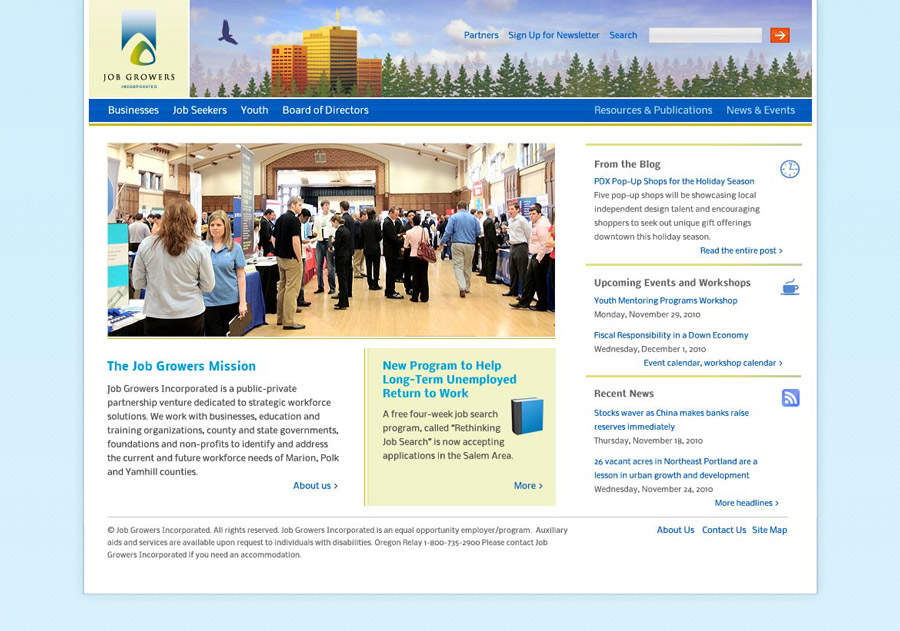 JOB GROWERS
INCORPORATED
Partners Sign Up for Newsletter Search
Businesses Job Seekers Youth Board of Directors Resources & Publications News & Events
From the Blog
PDX Pop-Up Shops for the Holiday Season
Five pop-up shops will be showcasing local
independent design talent and encouraging
shoppers to seek out unique gift offerings
downtown this holiday season.
Read the entire post >
Upcoming Events and Workshops
Youth Mentoring Programs Workshop
Monday, November 29, 2010
Fiscal Responsibility in a Down Economy
Wednesday, December 1, 2010
Event calendar, workshop calendar >
Recent News
Stocks waver as China makes banks raise
reserves immediately
Thursday, November 18, 2010
26 vacant acres in Northeast Portland are a
lesson in urban growth and development
Wednesday, November 24, 2010
More headlines >
The Job Growers Mission
Job Growers Incorporated is a public-private
partnership venture dedicated to strategic workforce
solutions. We work with businesses, education and
training organizations, county and state governments,
foundations and non-profits to identify and address
the current and future workforce needs of Marion, Polk
and Yamhill counties.
About us >
New Program to Help
Long-Term Unemployed
Return to Work
A free four-week job search
program, called "Rethinking
Job Search" is now accepting
applications in the Salem Area.
More >
© Job Growers Incorporated. All rights reserved. Job Growers Incorporated is an equal opportunity employer/program. Auxiliary
aids and services are available upon request to individuals with disabilities. Oregon Relay 1-800-735-2900 Please contact Job
Growers Incorporated if you need an accommodation.
About Us Contact Us Site Map